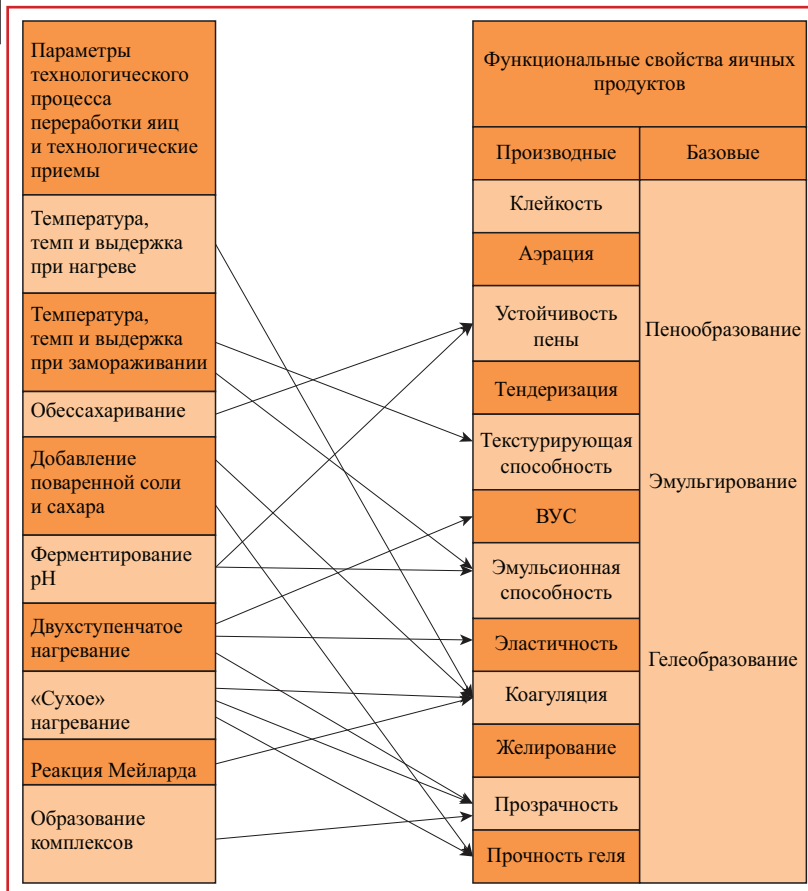 Параметры
технологического
процесса
переработки яиц
и технологические
приемы
Температура,
темп и выдержка
при нагреве
Температура,
темп и выдержка
при замораживании
Обессахаривание
Добавление
поваренной соли
и сахара
Ферментирование
pH
Двухступенчатое
нагревание
«Сухое»
нагревание
Реакция Мейларда
Образование
комплексов
Функциональные свойства яичных
продуктов
Производные
Базовые
Клейкость
Аэрация
Устойчивость
пены
Тендеризация
Текстурирующая
способность
ВУС
Эмульсионная
способность
Эластичность
Коагуляция
Желирование
Прозрачность
Прочность геля
Пенообразование
Эмульгирование
Гелеобразование